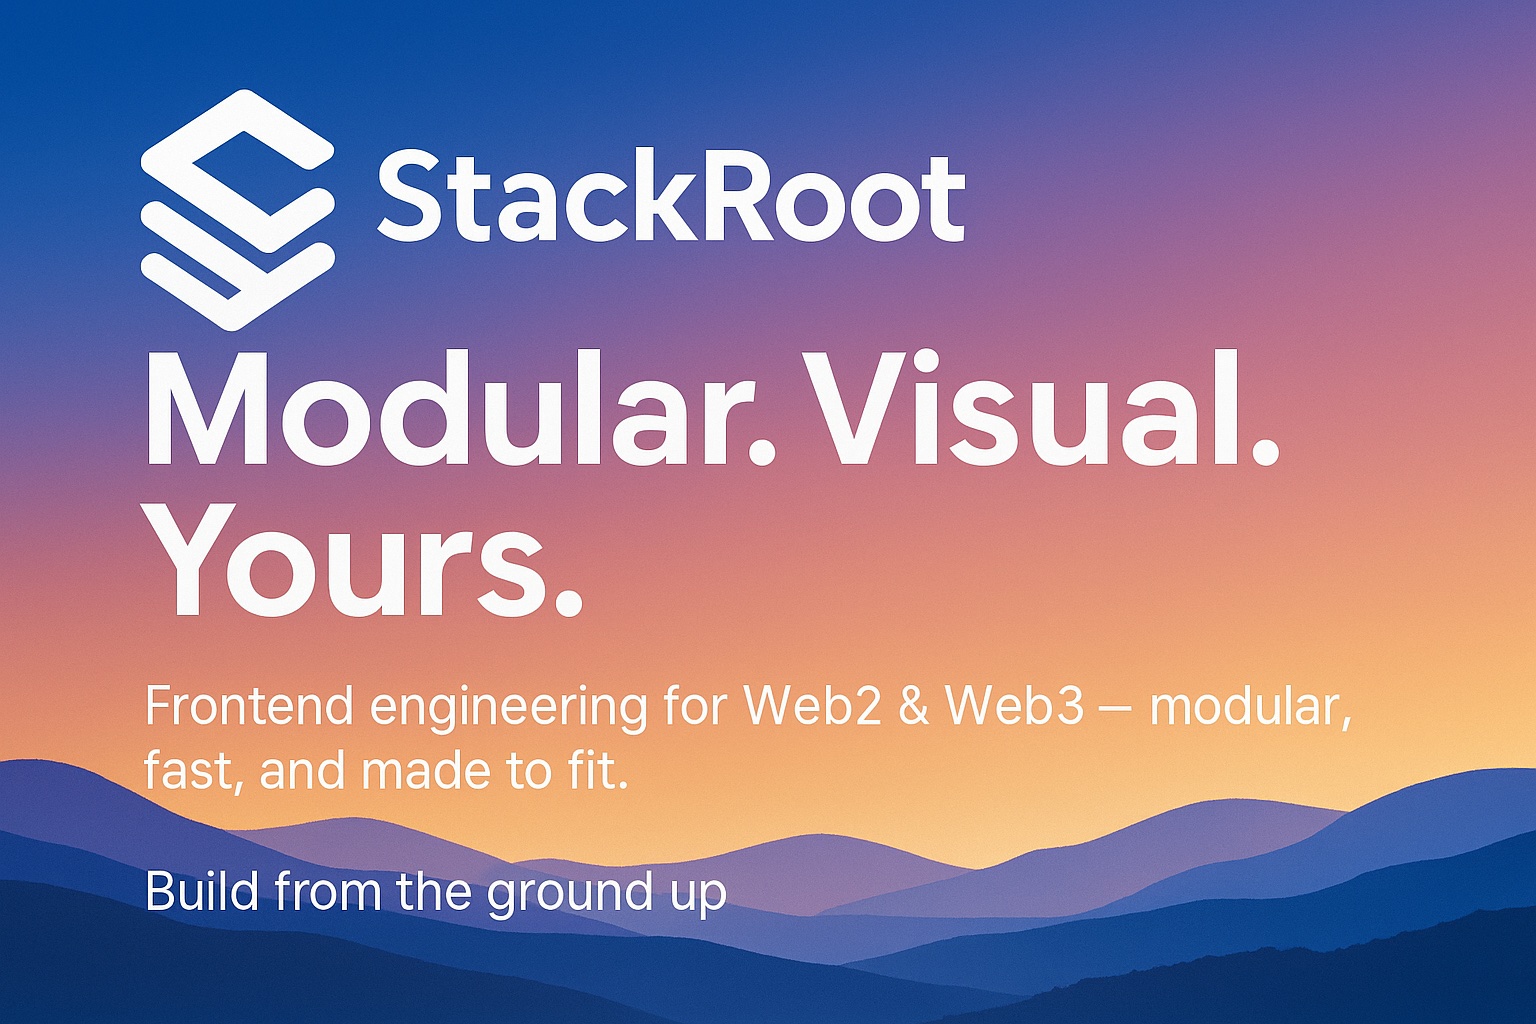 StackRoot
Modular. Visual.
Yours.
Frontend engineering for Web2 & Web3 – modular,
fast, and made to fit.
Build from the ground up